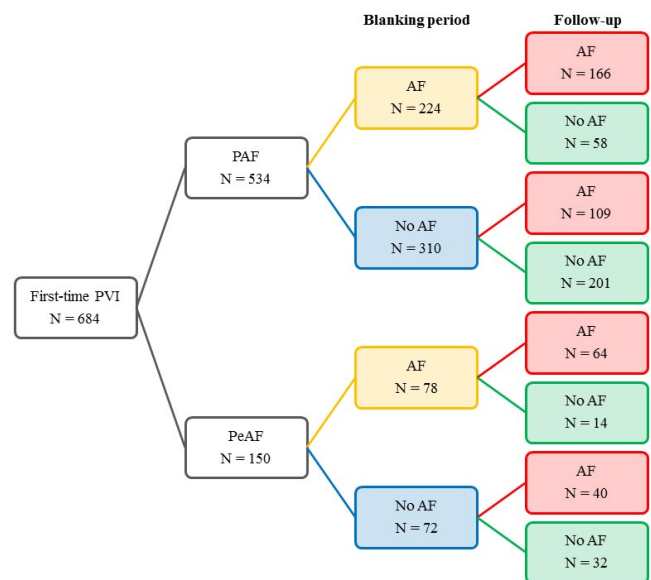 Blanking period
Follow-up
AF
N = 166
AF
N = 224
No AF
N = 58
PAF
N = 534
AF
N = 109
No AF
N = 310
No AF
N = 201
First-time PVI
N = 684
AF
N = 64
AF
N = 78
No AF
N = 14
PeAF
N = 150
AF
N = 40
No AF
N = 72
No AF
N = 32